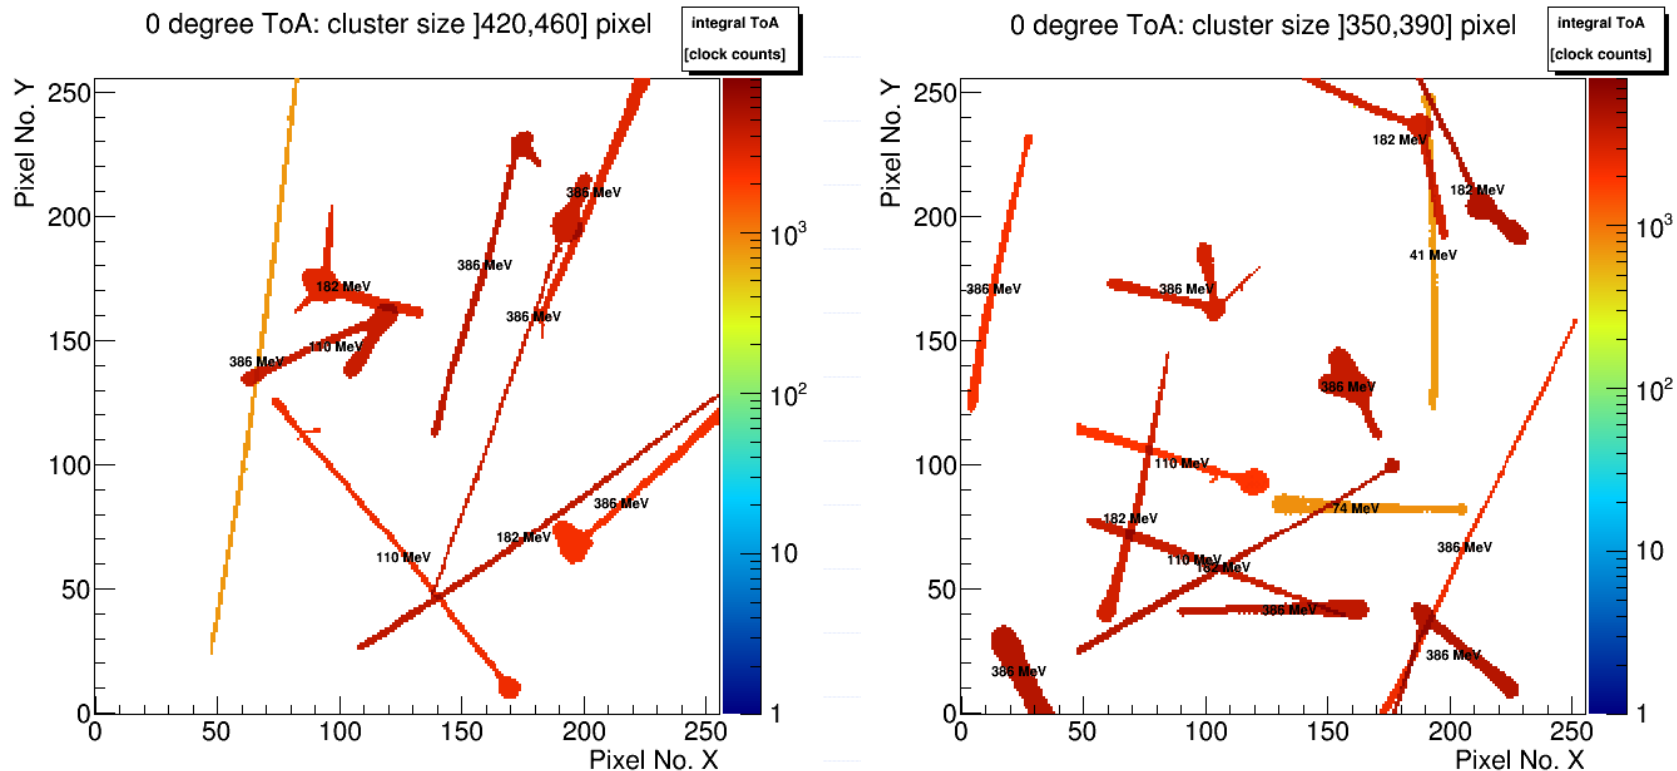 0 degree ToA: cluster size ]420,460] pixel
integral ToA
[clock counts]
Pixel No. Y
250
200
150
100
50
0
386 MeV
182 MeV
386 MeV
386 MeV
110 MeV
386 MeV
386 MeV
182 MeV
110 MeV
10³
10²
10
1
0
50
100
150
200
250
Pixel No. X
0 degree ToA: cluster size ]350,390] pixel
integral ToA
[clock counts]
Pixel No. Y
250
200
150
100
50
0
182 MeV
182 MeV
41 MeV
386 MeV
386 MeV
386 MeV
110 MeV
74 MeV
182 MeV
386 MeV
110 MeV
182 MeV
386 MeV
386 MeV
386 MeV
10³
10²
10
1
0
50
100
150
200
250
Pixel No. X